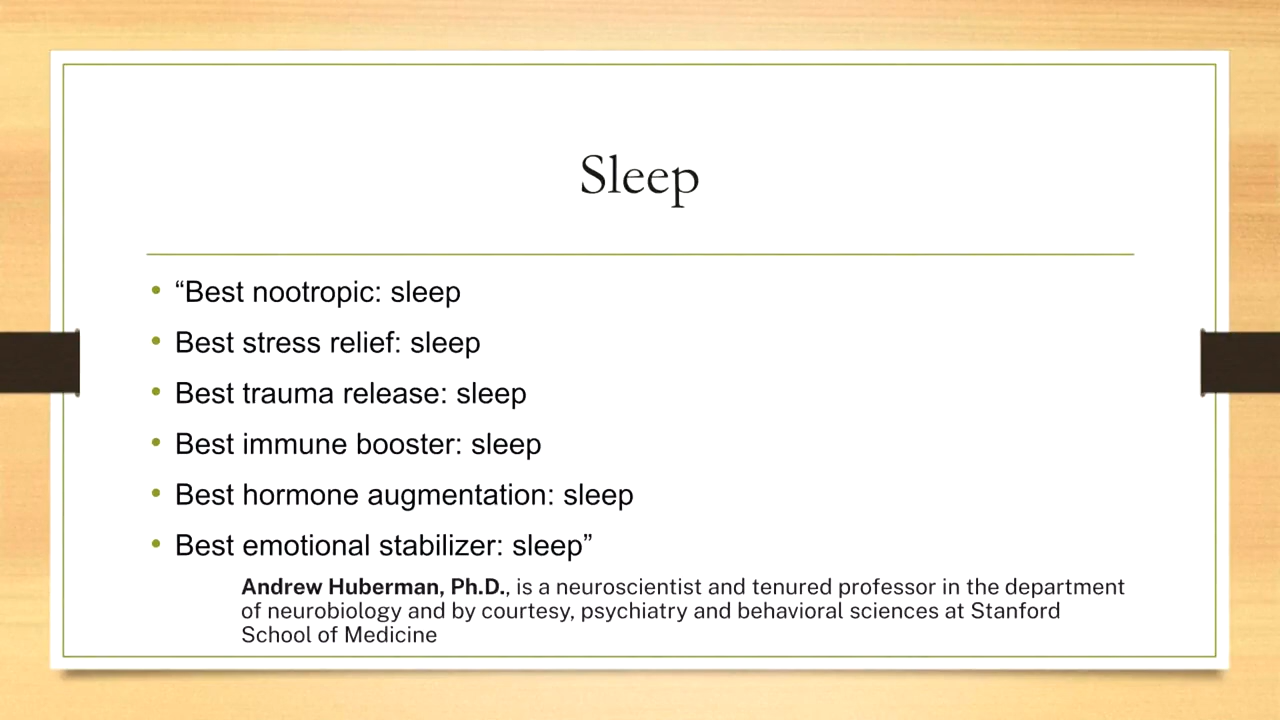 Sleep
• “Best nootropic: sleep
• Best stress relief: sleep
• Best trauma release: sleep
• Best immune booster: sleep
• Best hormone augmentation: sleep
• Best emotional stabilizer: sleep”
Andrew Huberman, Ph.D., is a neuroscientist and tenured professor in the department
of neurobiology and by courtesy, psychiatry and behavioral sciences at Stanford
School of Medicine